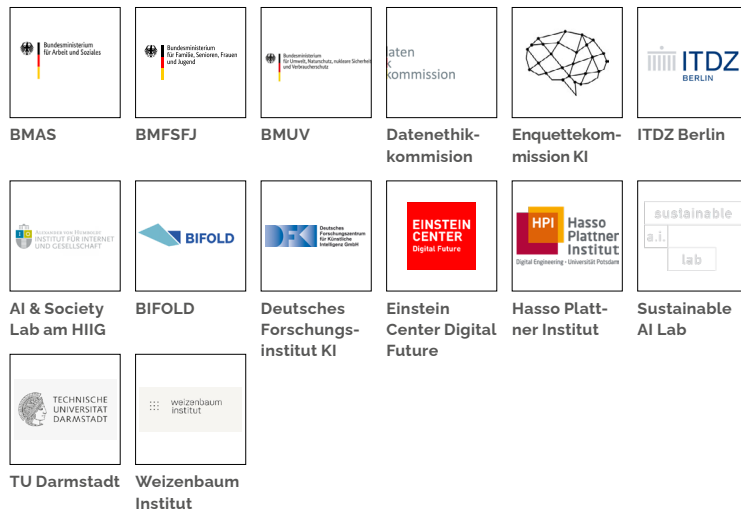 Bundesministerium
für Arbeit und Soziales
Bundesministerium
für Familie, Senioren, Frauen
und Jugend
Bundesministerium
für Umwelt, Naturschutz, nukleare Sicherheit
und Verbraucherschutz
daten
k
kommission
ITDZ
BERLIN
BMAS
BMFSFJ
BMUV
Datenethik-
kommision
Enquettekom-
mission KI
ITDZ Berlin
ALEXANDER VON HUMBOLDT
INSTITUT FÜR INTERNET
UND GESELLSCHAFT
BIFOLD
DFKI
Deutsches
Forschungszentrum
für Künstliche
Intelligenz GmbH
EINSTEIN
CENTER
Digital Future
HPI
Hasso
Plattner
Institut
Digital Engineering • Universität Potsdam
sustainable
a.i.
lab
AI & Society
Lab am HIIG
BIFOLD
Deutsches
Forschungs-
institut KI
Einstein
Center Digital
Future
Hasso Platt-
ner Institut
Sustainable
AI Lab
TECHNISCHE
UNIVERSITÄT
DARMSTADT
weizenbaum
institut
TU Darmstadt
Weizenbaum
Institut